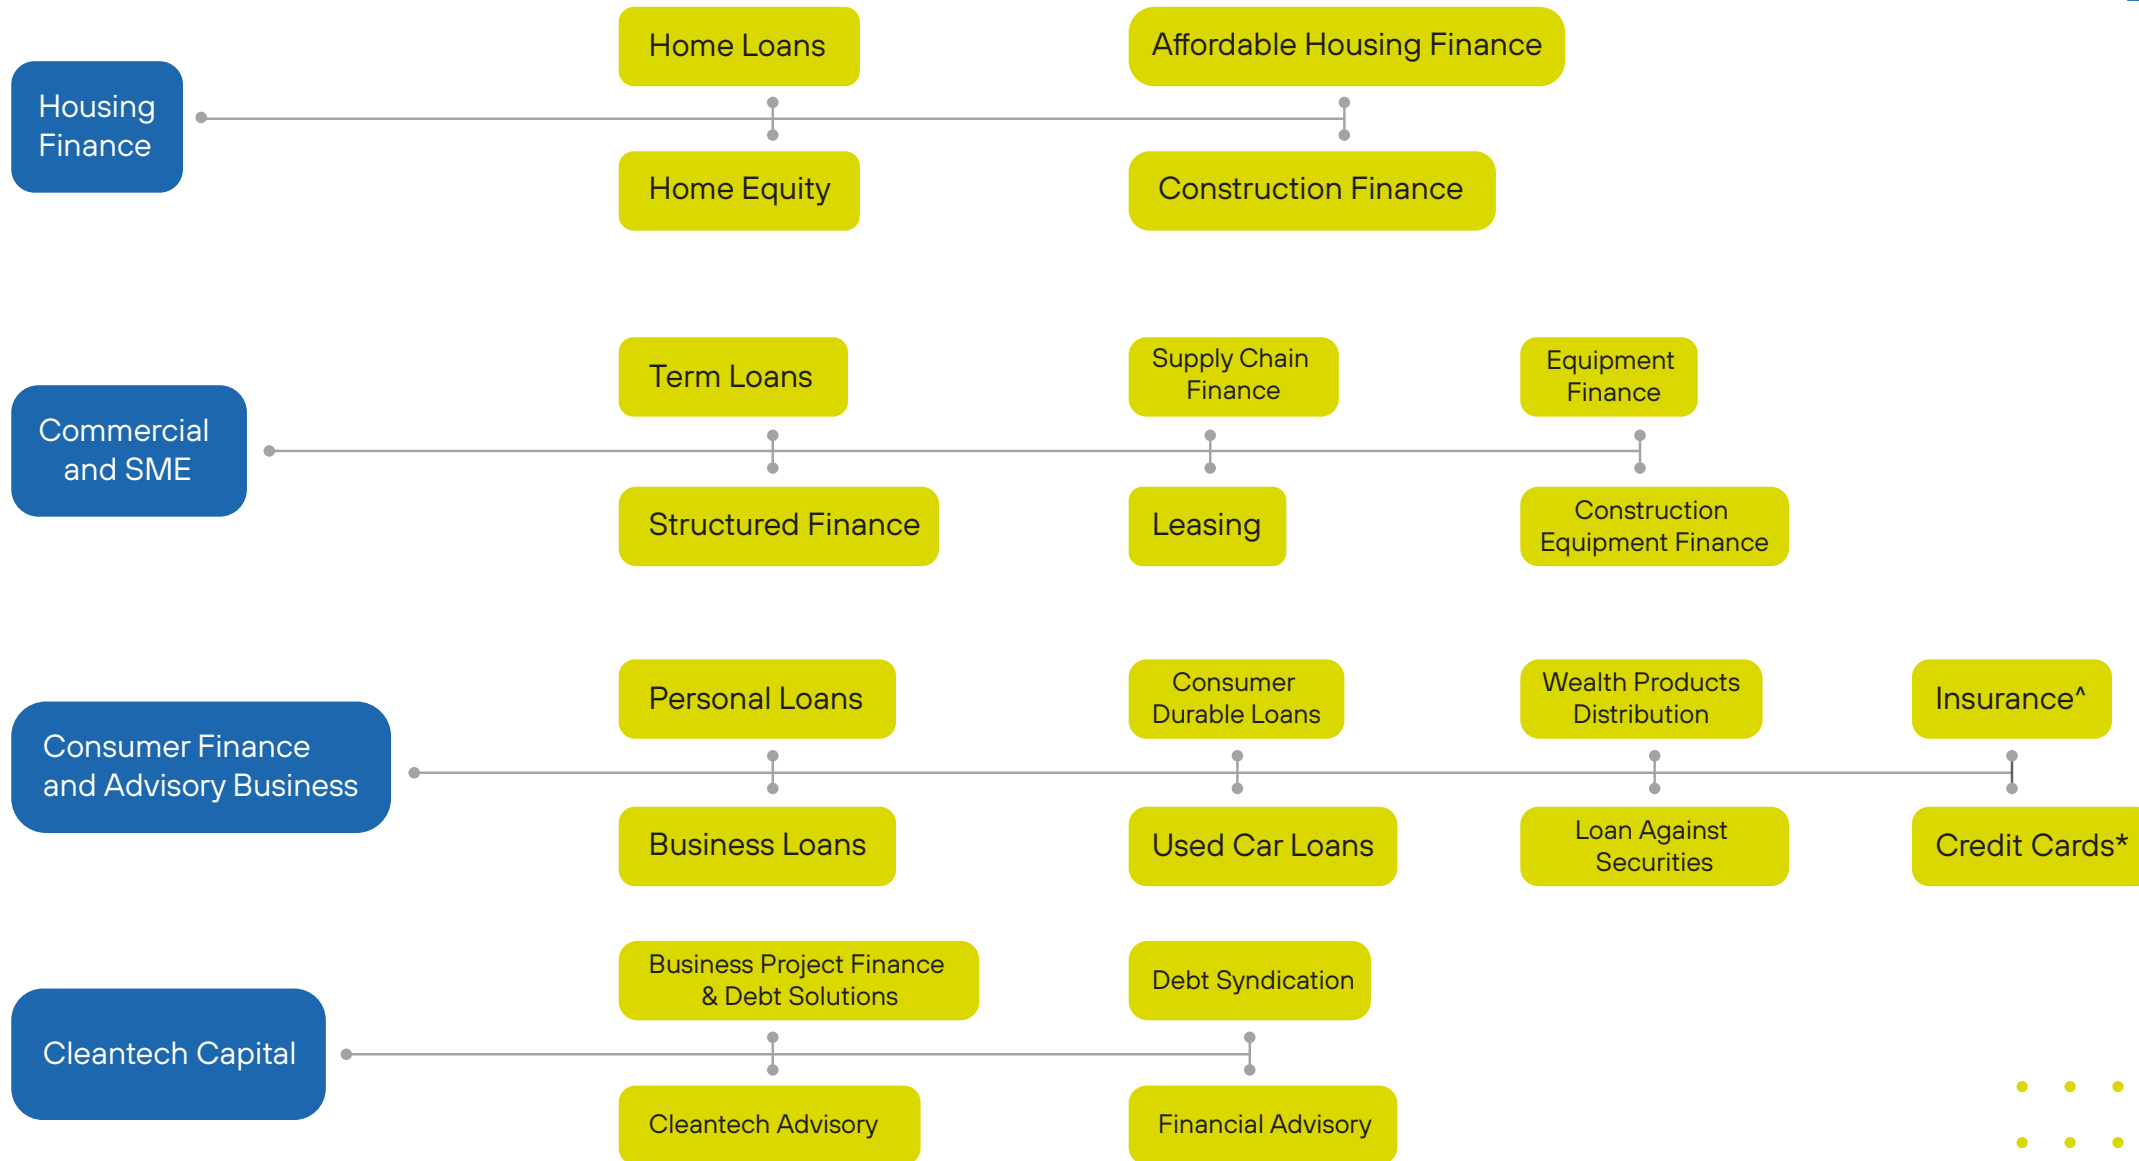 Housing
Finance
Home Loans
Affordable Housing Finance
Home Equity
Construction Finance
Commercial
and SME
Term Loans
Supply Chain
Finance
Equipment
Finance
Structured Finance
Leasing
Construction
Equipment Finance
Consumer Finance
and Advisory Business
Personal Loans
Consumer
Durable Loans
Wealth Products
Distribution
Insurance^
Business Loans
Used Car Loans
Loan Against
Securities
Credit Cards*
Cleantech Capital
Business Project Finance
& Debt Solutions
Debt Syndication
Cleantech Advisory
Financial Advisory